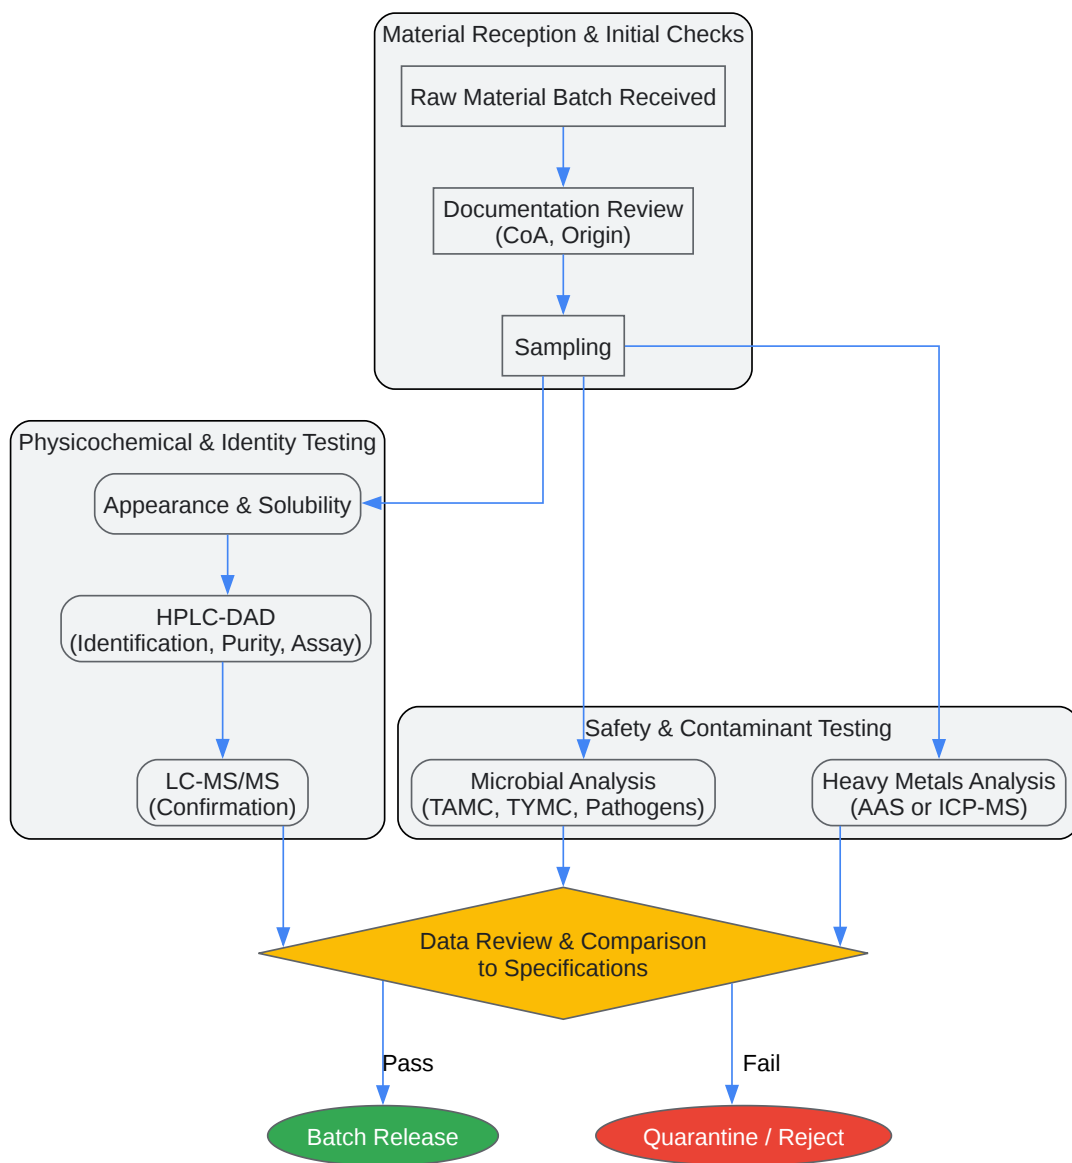 Material Reception & Initial Checks
Raw Material Batch Received
Documentation Review
(CoA, Origin)
Sampling
Physicochemical & Identity Testing
Appearance & Solubility
HPLC-DAD
(Identification, Purity, Assay)
LC-MS/MS
(Confirmation)
Safety & Contaminant Testing
Microbial Analysis
(TAMC, TYMC, Pathogens)
Heavy Metals Analysis
(AAS or ICP-MS)
Data Review & Comparison
to Specifications
Pass
Fail
Batch Release
Quarantine / Reject